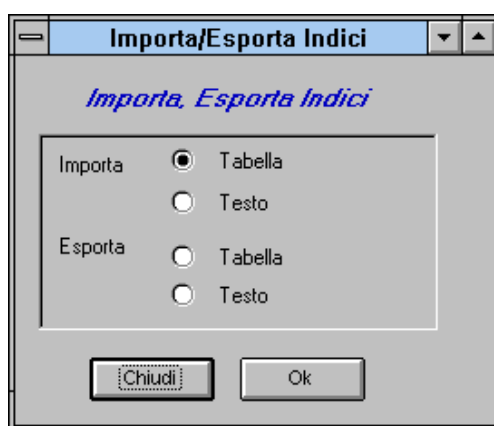 Importa/Esporta Indici
Importa, Esporta Indici
Importa Tabella
Testo
Esporta Tabella
Testo
Chiudi Ok